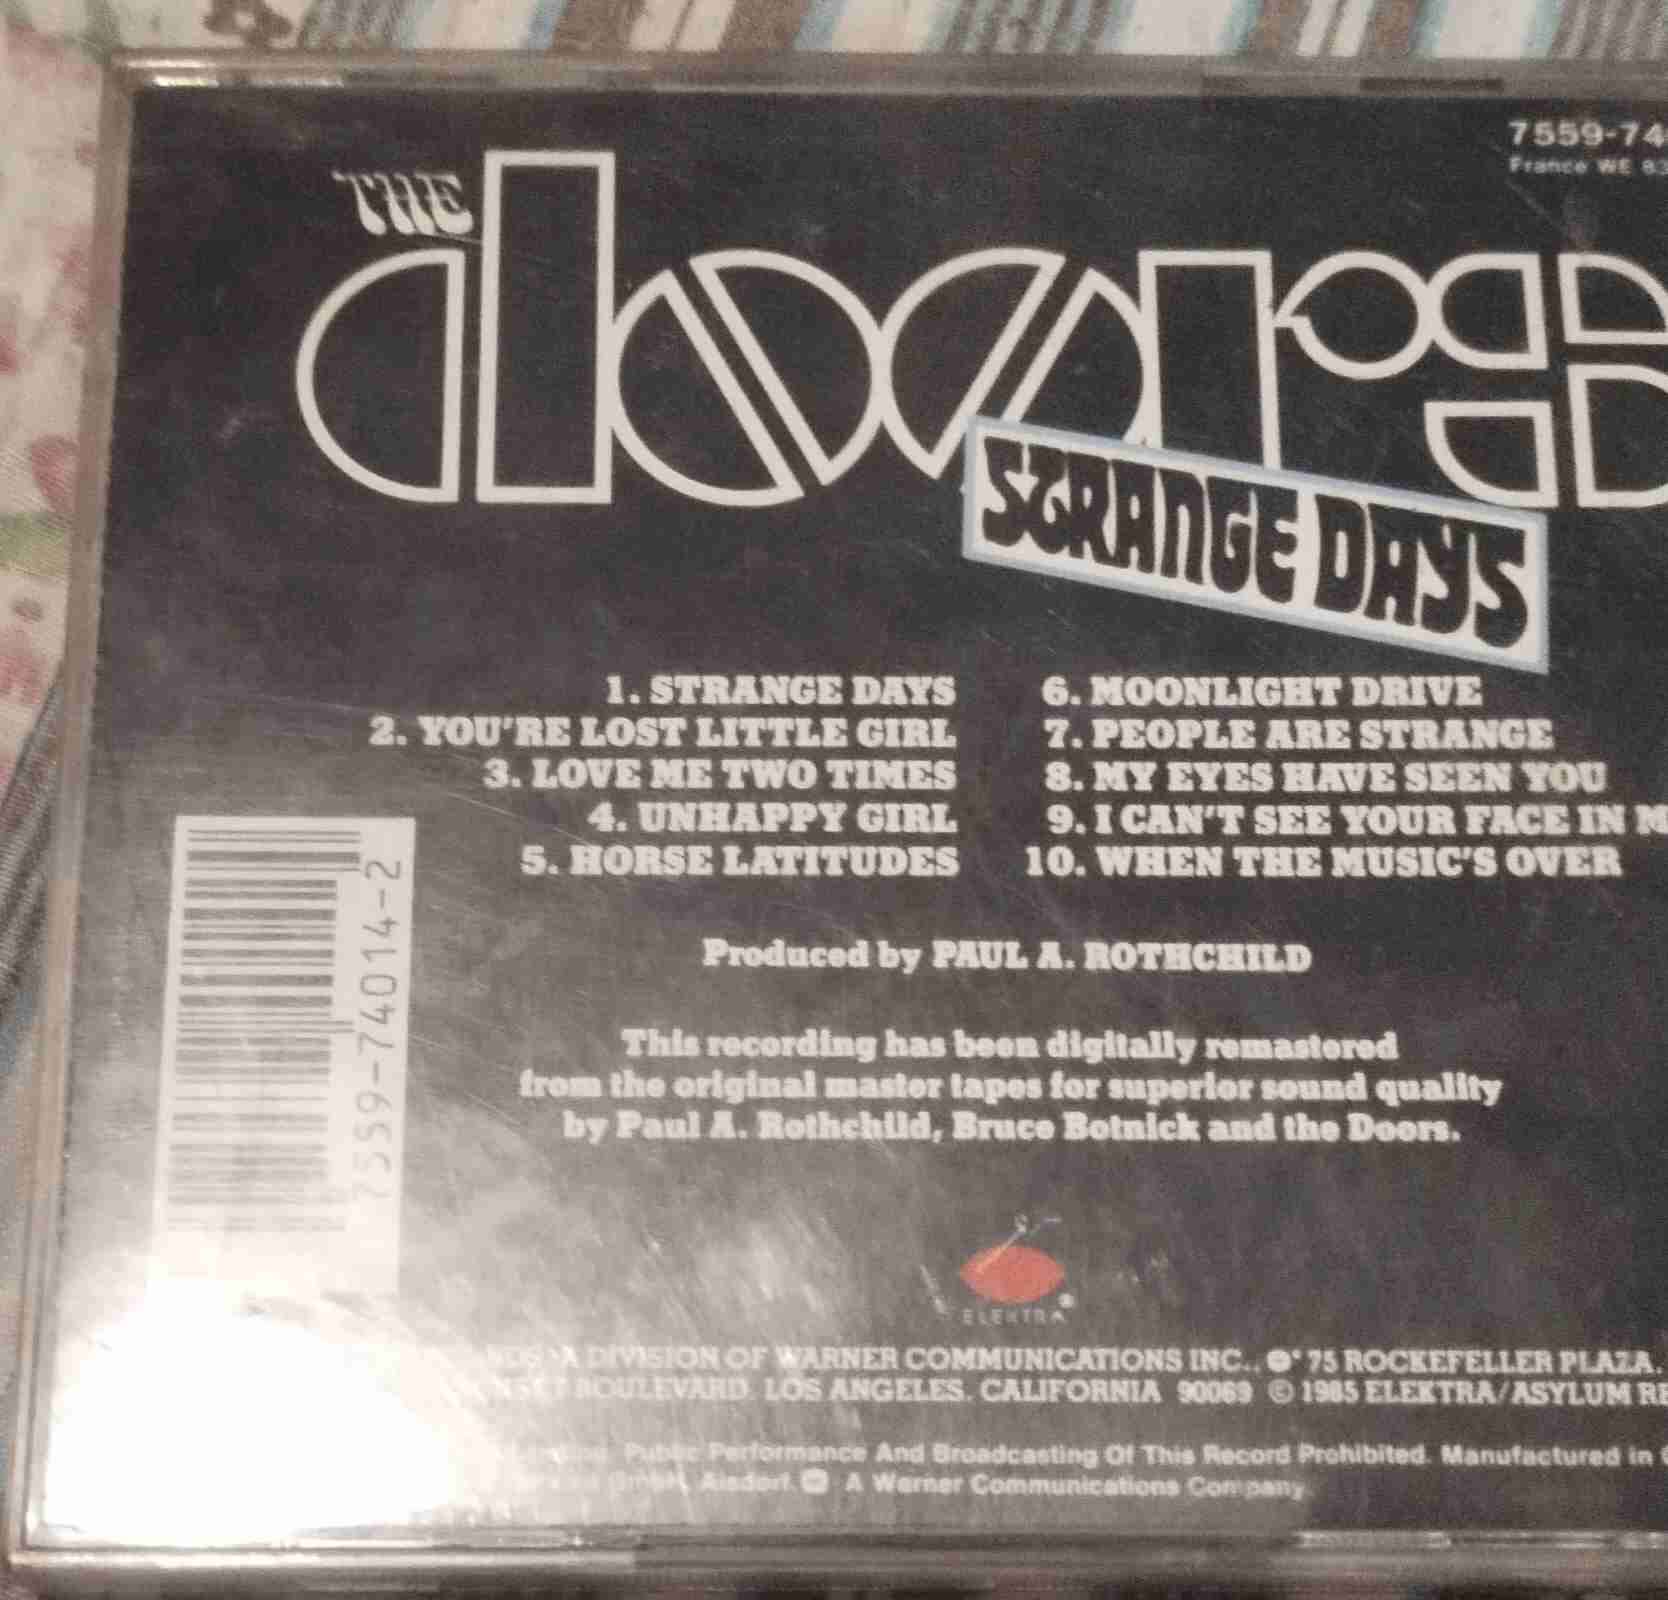 7559-74
France WE 83
THE
doors
STRANGE DAYS
1. STRANGE DAYS
2. YOU'RE LOST LITTLE GIRL
3. LOVE ME TWO TIMES
4. UNHAPPY GIRL
5. HORSE LATITUDES
6. MOONLIGHT DRIVE
7. PEOPLE ARE STRANGE
8. MY EYES HAVE SEEN YOU
9. I CAN'T SEE YOUR FACE IN M
10. WHEN THE MUSIC'S OVER
7559-74014-2
Produced by PAUL A. ROTHCHILD
This recording has been digitally remastered
from the original master tapes for superior sound quality
by Paul A. Rothchild, Bruce Botnick and the Doors.
ELEKTRA
A DIVISION OF WARNER COMMUNICATIONS INC., 75 ROCKEFELLER PLAZA.
BOULEVARD, LOS ANGELES. CALIFORNIA 90069 © 1985 ELEKTRA/ASYLUM RE
Public Performance And Broadcasting Of This Record Prohibited. Manufactured in
GmbH, Alsdorf. A Warner Communications Company